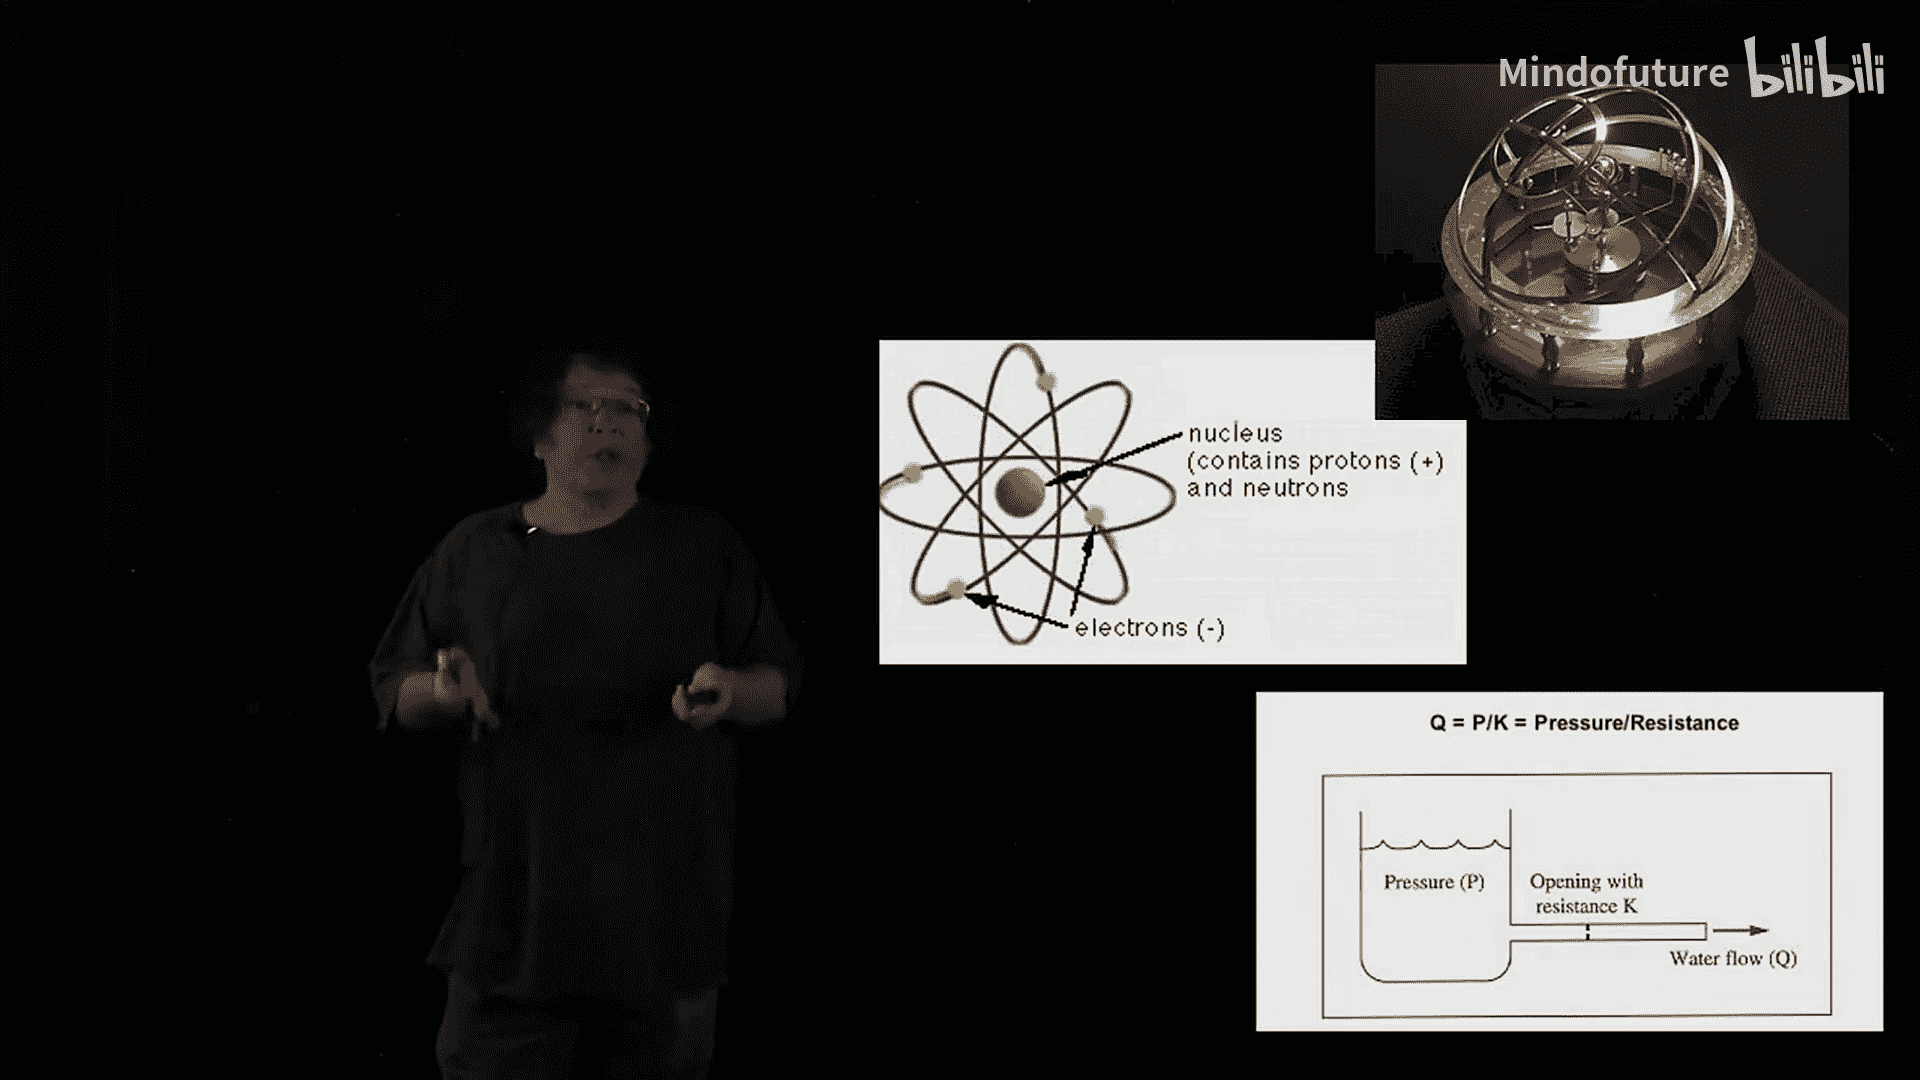 Mindofuture bilibili
nucleus
(contains protons (+)
and neutrons
electrons (-)
Q = P/K = Pressure/Resistance
Pressure (P)
Opening with
resistance K
Water flow (Q)